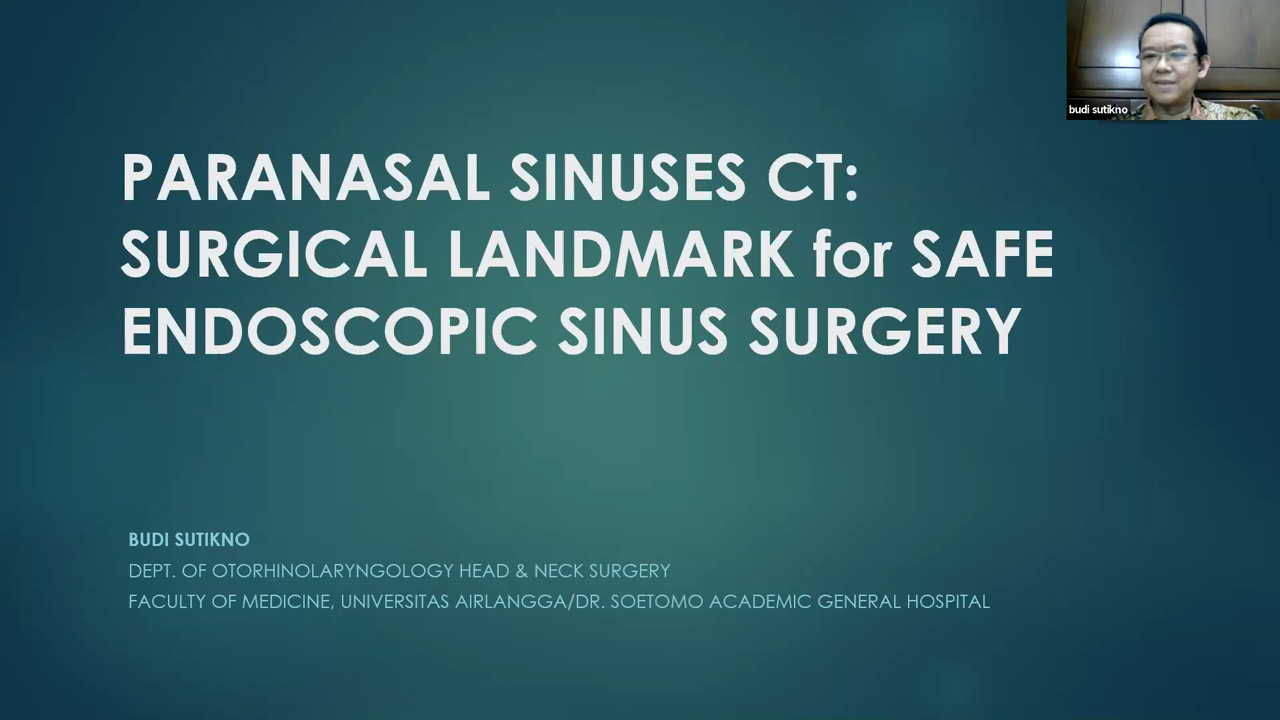 budi sutikno
PARANASAL SINUSES CT:
SURGICAL LANDMARK for SAFE
ENDOSCOPIC SINUS SURGERY
BUDI SUTIKNO
DEPT. OF OTORHINOLARYNGOLOGY HEAD & NECK SURGERY
FACULTY OF MEDICINE, UNIVERSITAS AIRLANGGA/DR. SOETOMO ACADEMIC GENERAL HOSPITAL